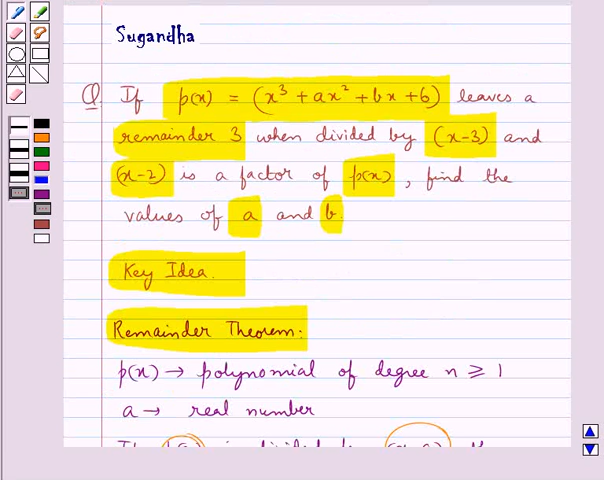 Sugandha
Q. If p(x) = (x³ + ax² + bx + 6) leaves a
remainder 3 when divided by (x-3) and
(x-2) is a factor of p(x), find the
values of a and b.
Key Idea.
Remainder Theorem:
p(x) → polynomial of degree n ≥ 1
a → real number